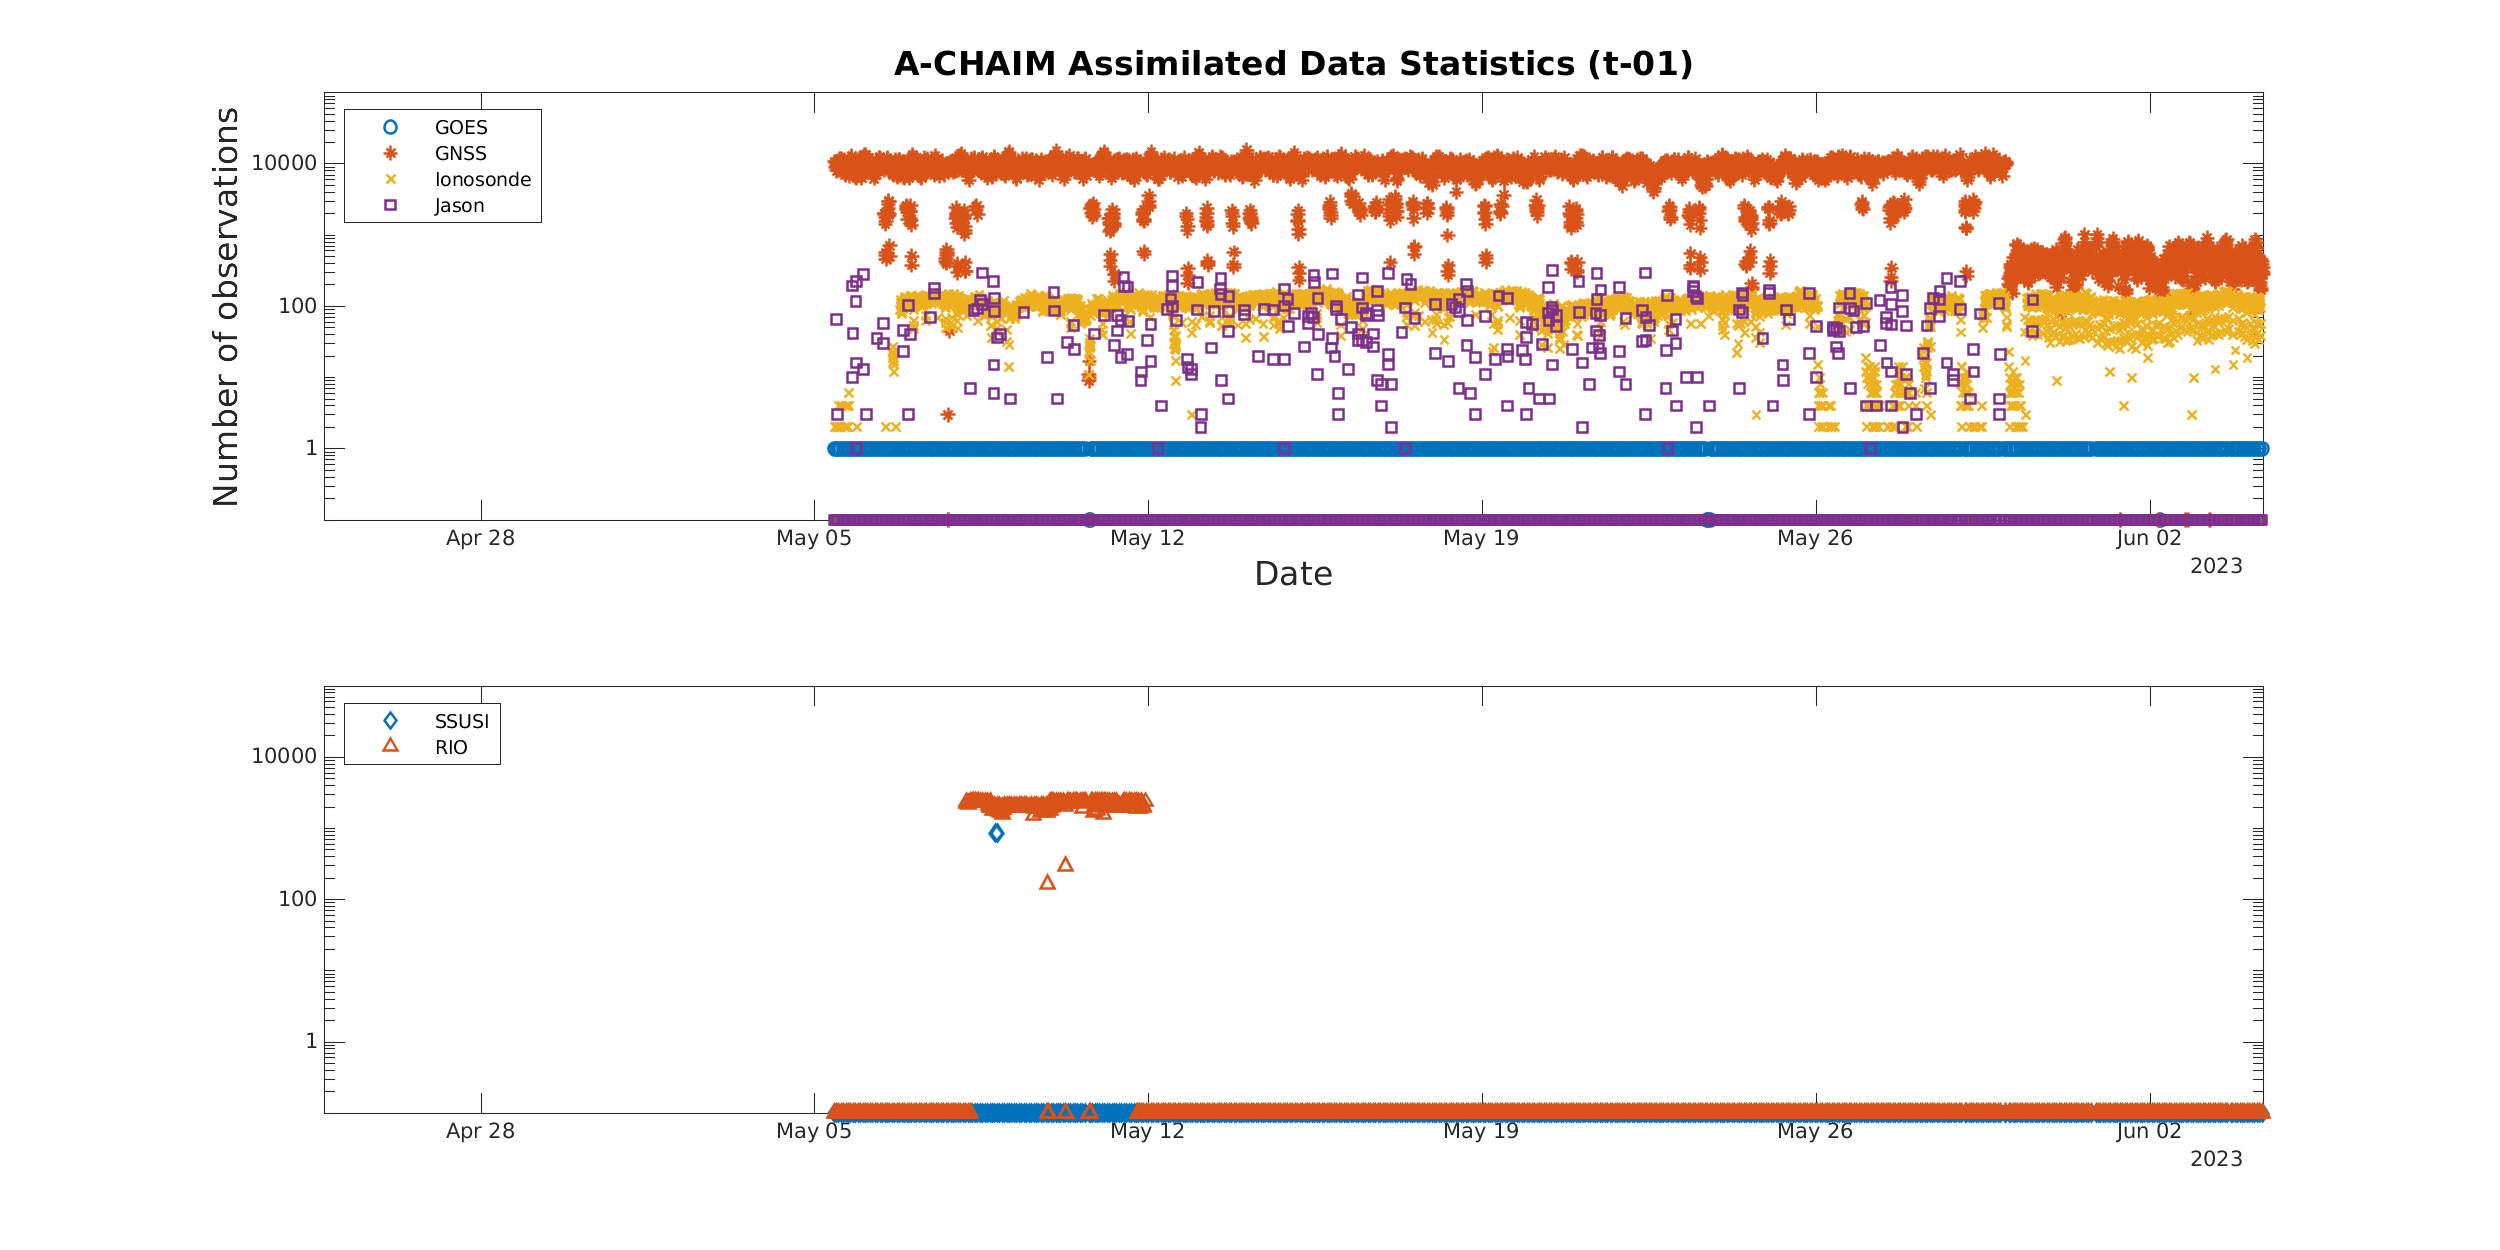 A-CHAIM Assimilated Data Statistics (t-01)
Number of observations
10000
100
1
GOES
GNSS
Ionosonde
Jason
Apr 28
May 05
May 12
May 19
May 26
Jun 02
2023
Date
10000
100
1
SSUSI
RIO
Apr 28
May 05
May 12
May 19
May 26
Jun 02
2023